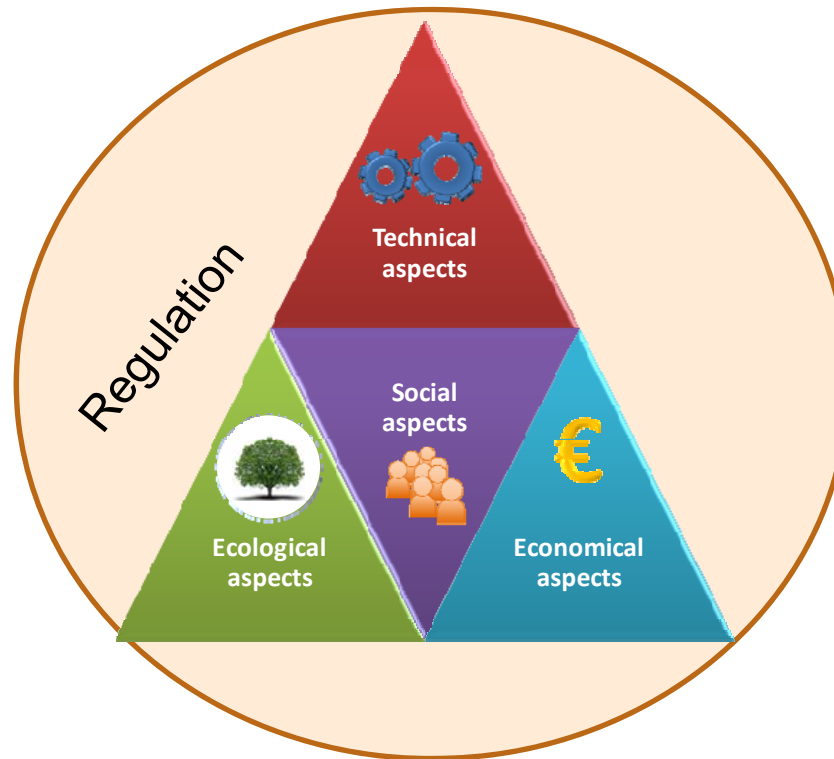 Technical
aspects
Regulation
Social
aspects
Ecological
aspects
Economical
aspects